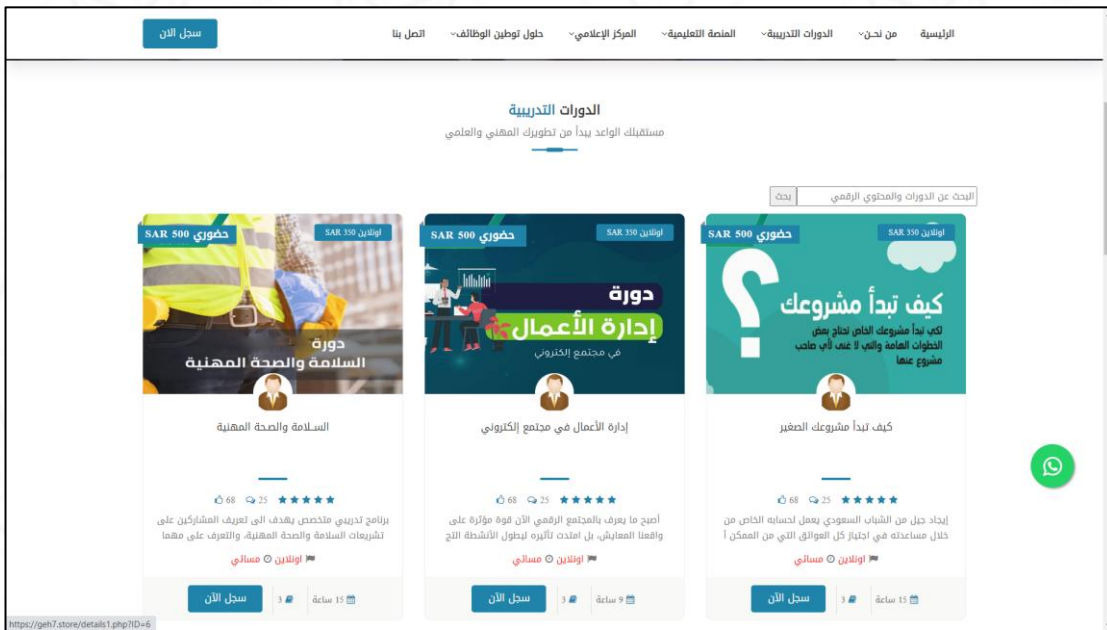 الرئيسية من نحـن الدورات التدريبية المنصة التعليمية المركز الإعلامي حلول توطين الوظائف اتصل بنا سجل الان
الدورات التدريبية
مستقبلك الواعد يبدأ من تطويرك المهني والعلمي
البحث عن الدورات والمحتوي الرقمي بحث
اونلاين 350 SAR
حضوري 500 SAR
كيف تبدأ مشروعك
لكي تبدأ مشروعك الخاص تحتاج بعض
الخطوات الهامة والتي لا غنى لأي صاحب
مشروع عنها
؟
كيف تبدأ مشروعك الصغير
25 68
إيجاد جيل من الشباب السعودي يعمل لحسابه الخاص من
خلال مساعدته في اجتياز كل العوائق التي من الممكن أ
اونلاين مسائي
15 ساعة 3 سجل الآن
اونلاين 350 SAR
حضوري 500 SAR
دورة
إدارة الأعمال
في مجتمع إلكتروني
إدارة الأعمال في مجتمع إلكتروني
25 68
أصبح ما يعرف بالمجتمع الرقمي الآن قوة مؤثرة على
واقعنا المعايش، بل امتدت تأثيره ليطول الأنشطة التج
اونلاين مسائي
9 ساعة 3 سجل الآن
اونلاين 350 SAR
حضوري 500 SAR
دورة
السلامة والصحة المهنية
السـلامة والصـحة المهنية
25 68
برنامج تدريبي متخصص يهدف الى تعريف المشاركين على
تشريعات السلامة والصحة المهنية، والتعرف على مهما
اونلاين مسائي
15 ساعة 3 سجل الآن
https://geh7.store/details1.php?ID=6